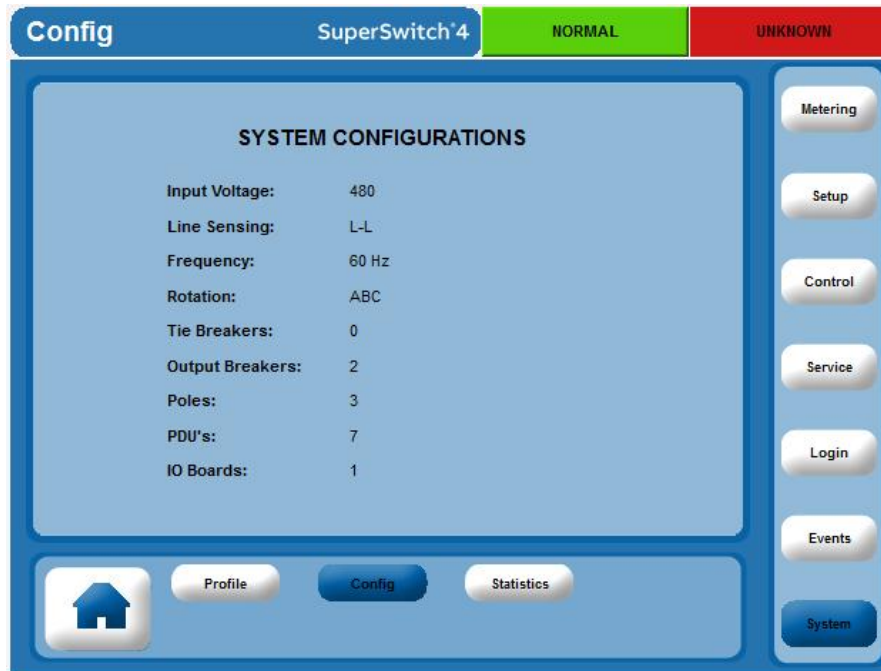 Config
SuperSwitch®4
NORMAL
UNKNOWN
SYSTEM CONFIGURATIONS
Input Voltage: 480
Line Sensing: L-L
Frequency: 60 Hz
Rotation: ABC
Tie Breakers: 0
Output Breakers: 2
Poles: 3
PDU's: 7
IO Boards: 1
Metering
Setup
Control
Service
Login
Events
System
Profile
Config
Statistics